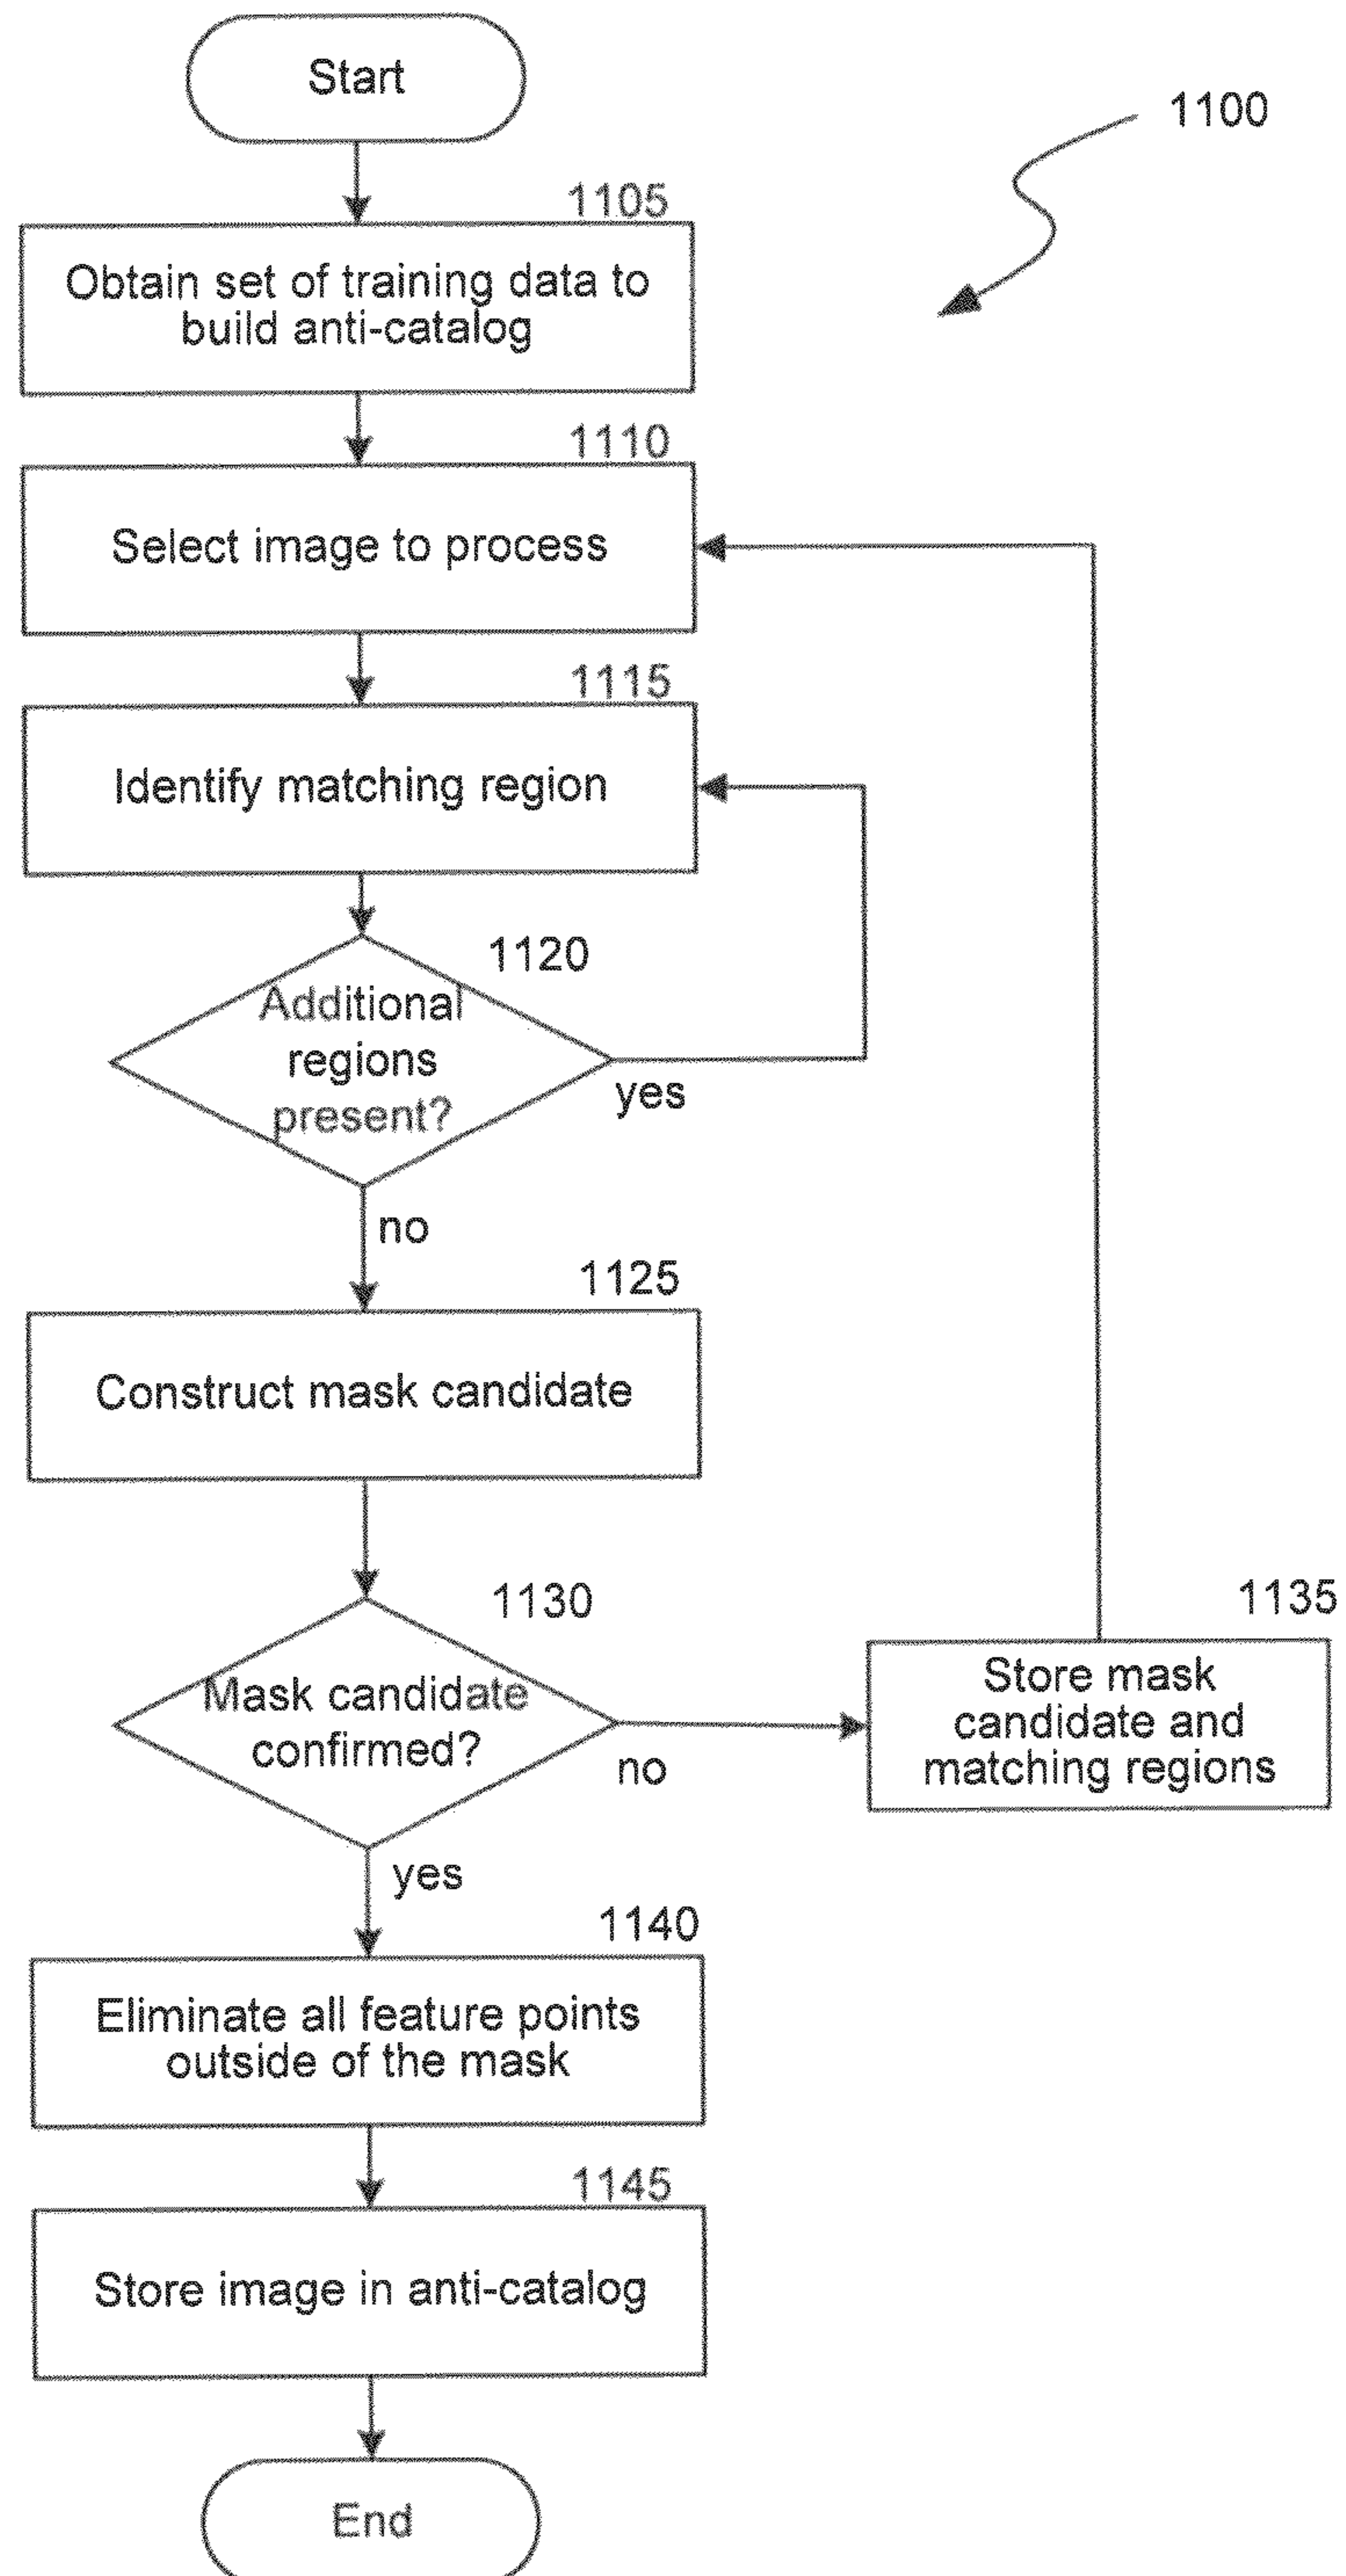 Start
1100
1105
Obtain set of training data to
build anti-catalog
1110
Select image to process
1115
Identify matching region
1120
Additional
regions
present?
yes
no
1125
Construct mask candidate
1130
Mask candidate
confirmed?
no
1135
Store mask
candidate and
matching regions
yes
1140
Eliminate all feature points
outside of the mask
1145
Store image in anti-catalog
End